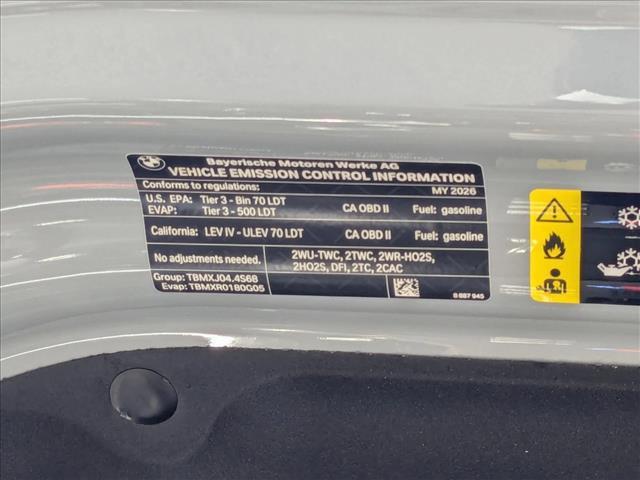 Bayerische Motoren Werke AG
VEHICLE EMISSION CONTROL INFORMATION
Conforms to regulations: MY 2026
U.S. EPA: Tier 3 - Bin 70 LDT
EVAP: Tier 3 - 500 LDT CA OBD II Fuel: gasoline
California: LEV IV - ULEV 70 LDT CA OBD II Fuel: gasoline
No adjustments needed. 2WU-TWC, 2TWC, 2WR-HO2S,
2HO2S, DFI, 2TC, 2CAC
Group: TBMXJ04.4S6B
Evap: TBMXR0180G05
8 887 945